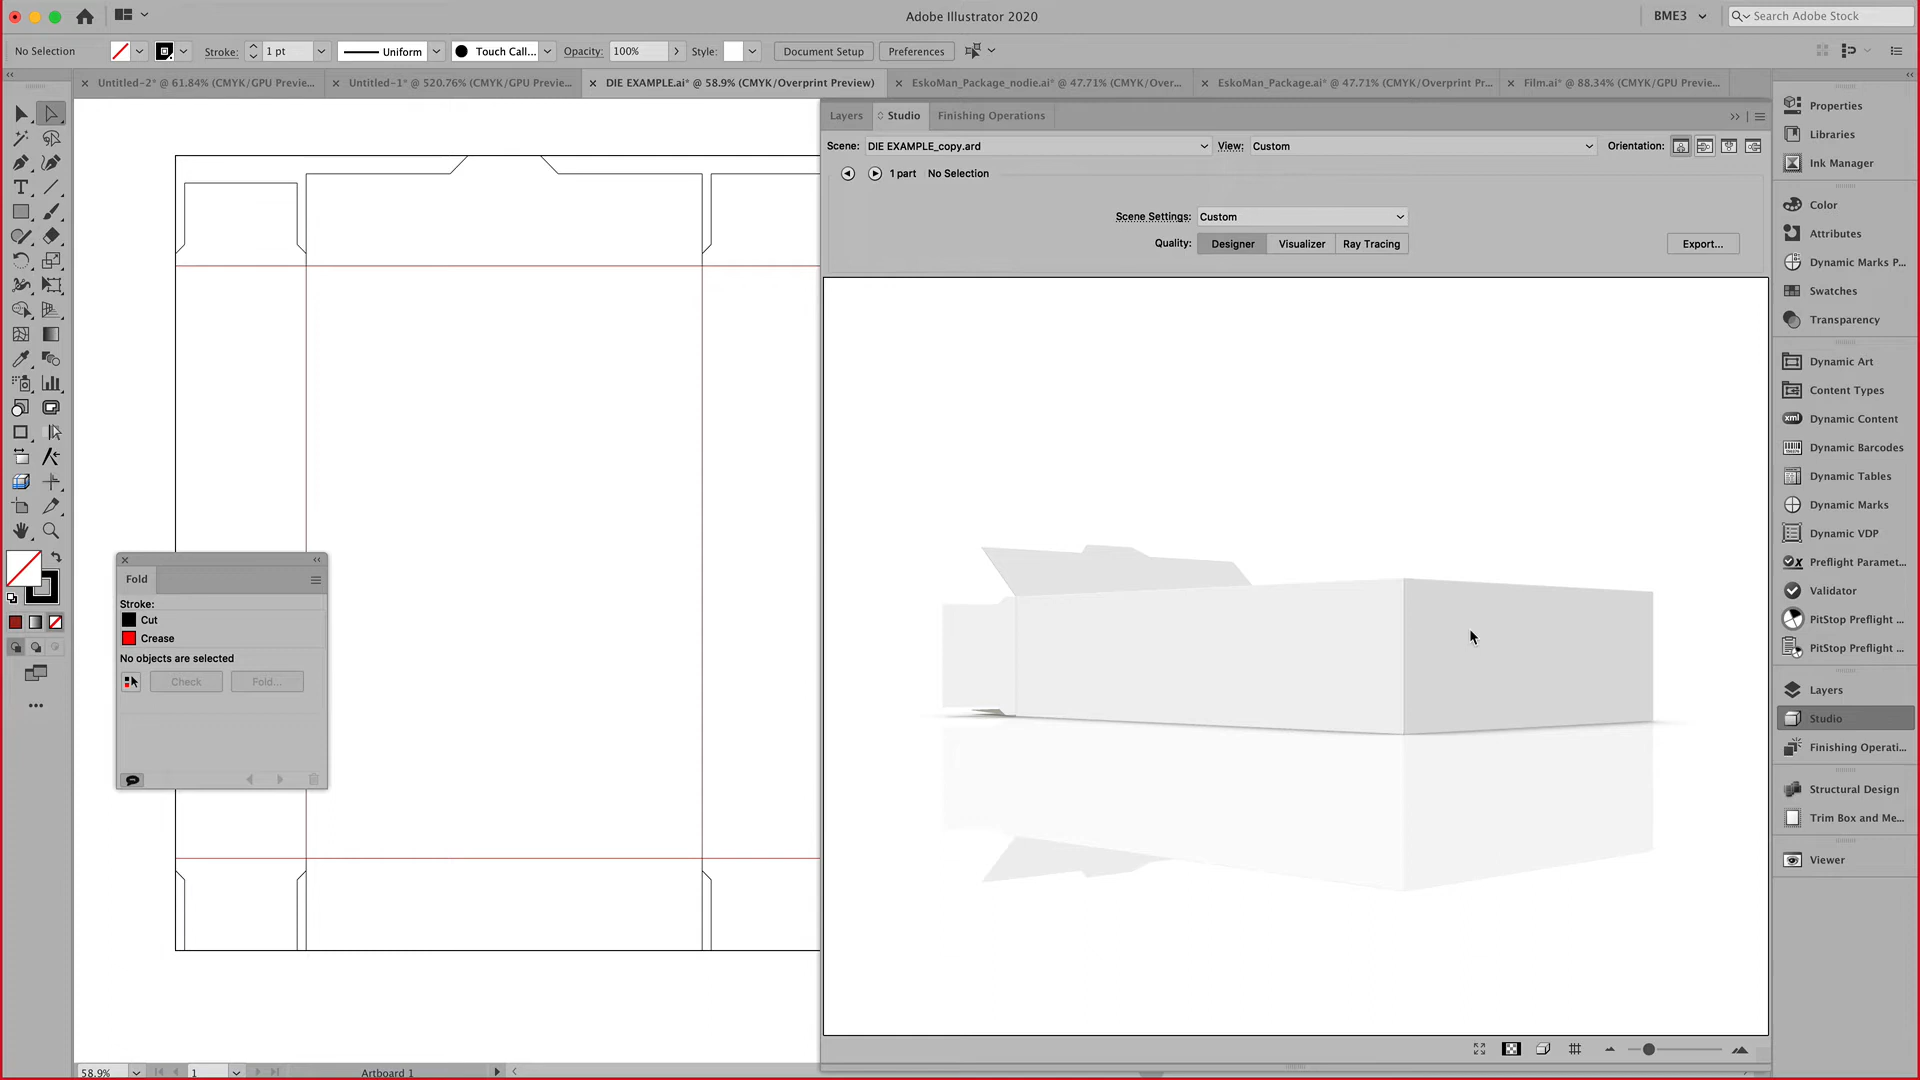 Adobe Illustrator 2020
BME3
Search Adobe Stock
No Selection
Stroke:
1 pt
Uniform
Touch Call...
Opacity:
100%
Style:
Document Setup
Preferences
Untitled-2* @ 61.84% (CMYK/GPU Previe...
Untitled-1* @ 520.76% (CMYK/GPU Previe...
DIE EXAMPLE.ai* @ 58.9% (CMYK/Overprint Preview)
EskoMan_Package_nodie.ai* @ 47.71% (CMYK/Over...
EskoMan_Package.ai* @ 47.71% (CMYK/Overprint Pr...
Film.ai* @ 88.34% (CMYK/GPU Previe...
Layers
Studio
Finishing Operations
Scene:
DIE EXAMPLE_copy.ard
View:
Custom
Orientation:
1 part
No Selection
Scene Settings:
Custom
Quality:
Designer
Visualizer
Ray Tracing
Export...
Fold
Stroke:
Cut
Crease
No objects are selected
Check
Fold...
Properties
Libraries
Ink Manager
Color
Attributes
Dynamic Marks P...
Swatches
Transparency
Dynamic Art
Content Types
xml
Dynamic Content
Dynamic Barcodes
Dynamic Tables
Dynamic Marks
Dynamic VDP
Preflight Paramet...
Validator
PitStop Preflight ...
PitStop Preflight ...
Layers
Studio
Finishing Operati...
Structural Design
Trim Box and Me...
Viewer
58.9%
1
Artboard 1